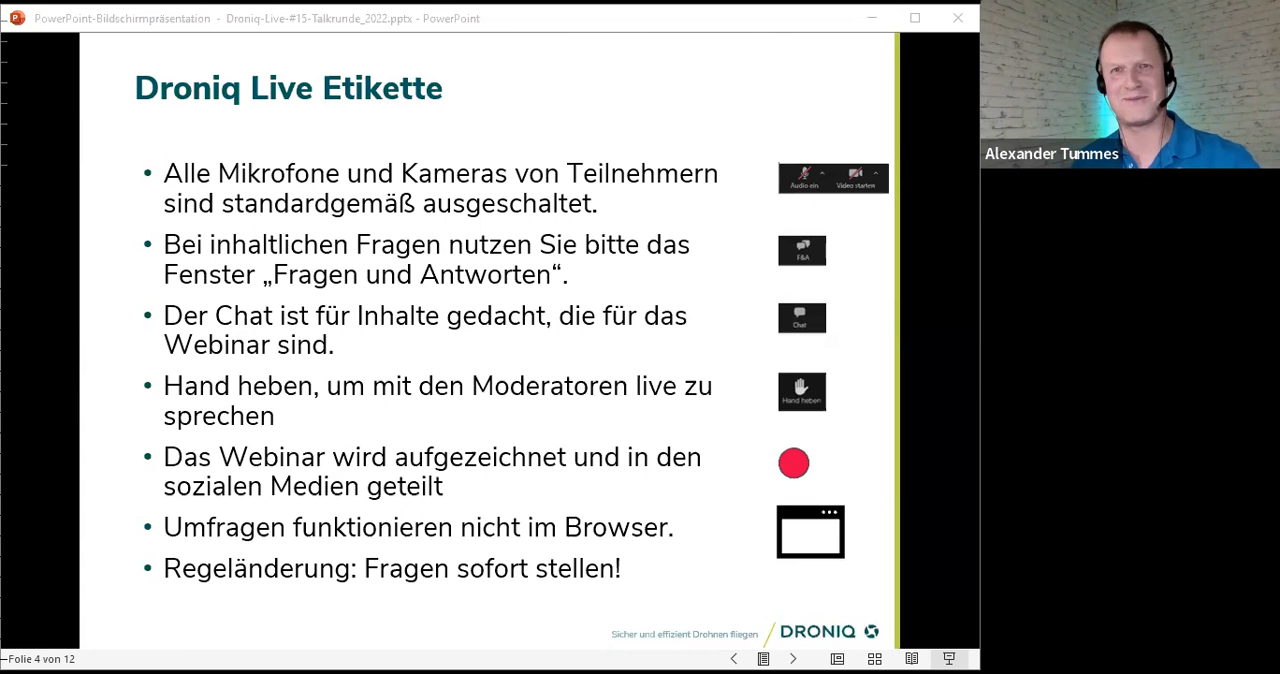 PowerPoint-Bildschirmpräsentation - Droniq-Live-#15-Talkrunde_2022.pptx - PowerPoint
Droniq Live Etikette
• Alle Mikrofone und Kameras von Teilnehmern
sind standardgemäß ausgeschaltet.
Audio ein Video starten
• Bei inhaltlichen Fragen nutzen Sie bitte das
Fenster „Fragen und Antworten“.
F&A
• Der Chat ist für Inhalte gedacht, die für das
Webinar sind.
Chat
• Hand heben, um mit den Moderatoren live zu
sprechen
Hand heben
• Das Webinar wird aufgezeichnet und in den
sozialen Medien geteilt
• Umfragen funktionieren nicht im Browser.
• Regeländerung: Fragen sofort stellen!
Sicher und effizient Drohnen fliegen DRONIQ
Folie 4 von 12
Alexander Tummes